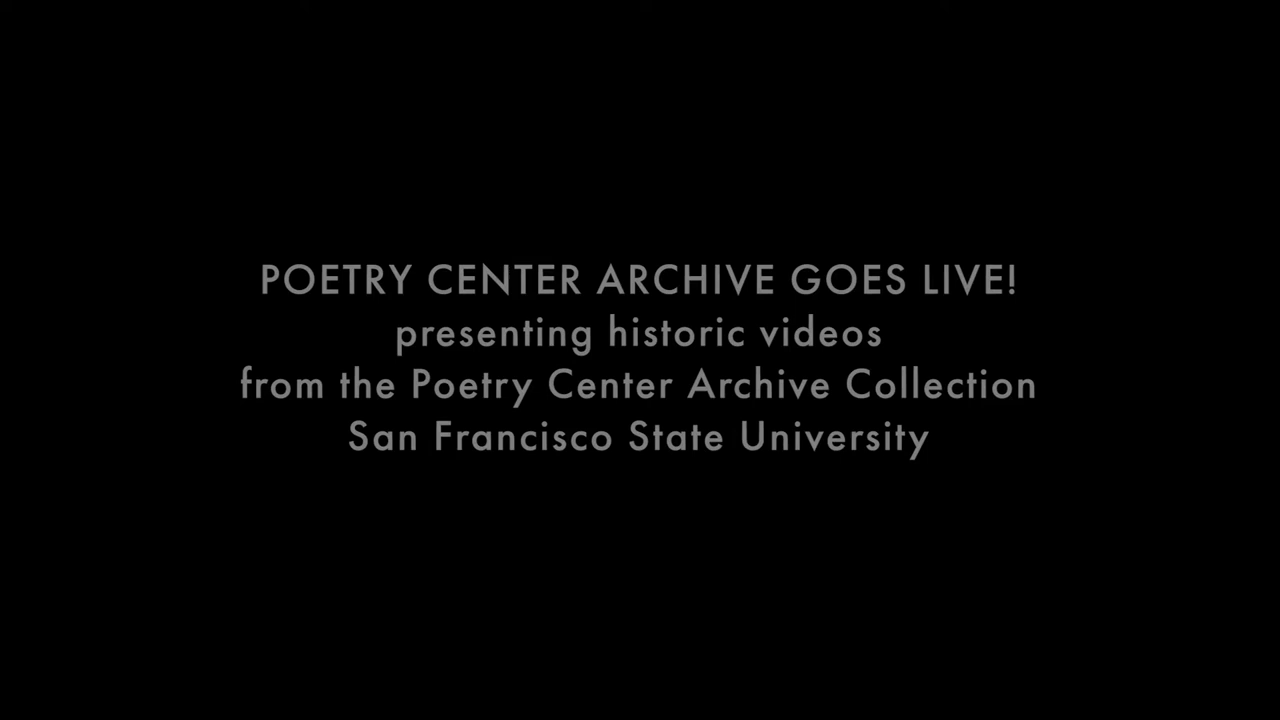 POETRY CENTER ARCHIVE GOES LIVE!
presenting historic videos
from the Poetry Center Archive Collection
San Francisco State University